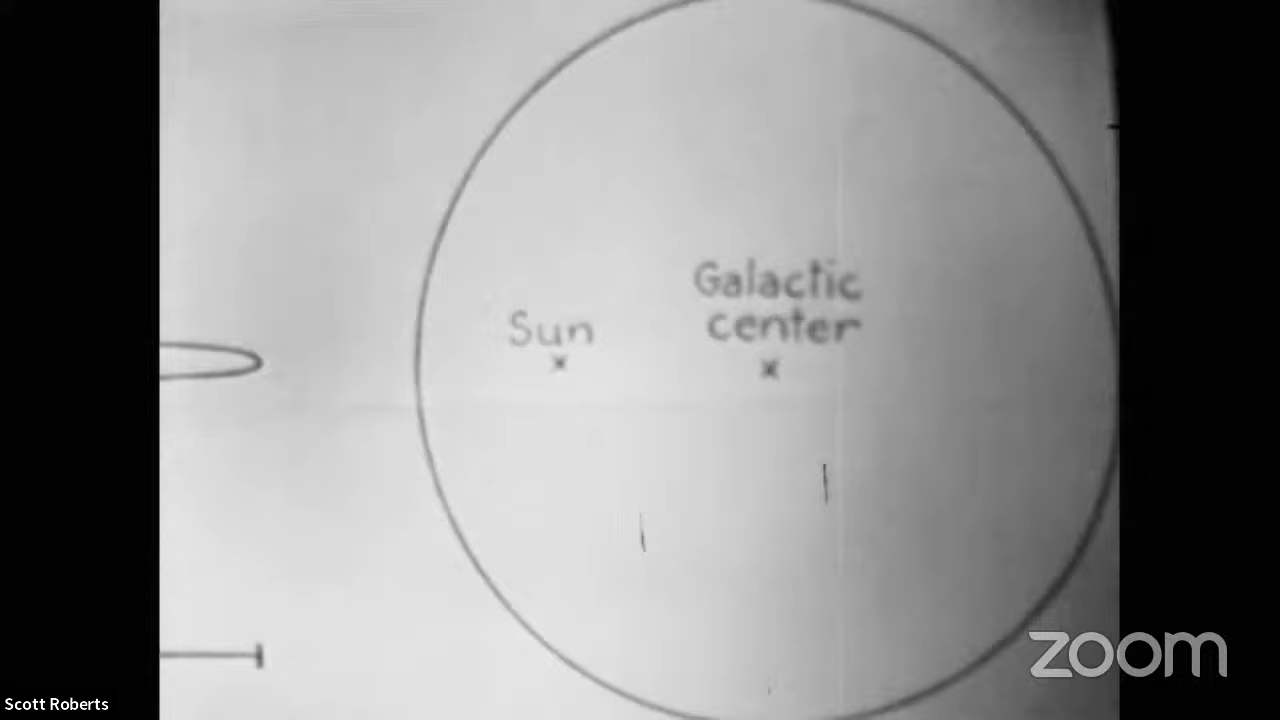 Galactic
center
Sun
x
x
zoom
Scott Roberts